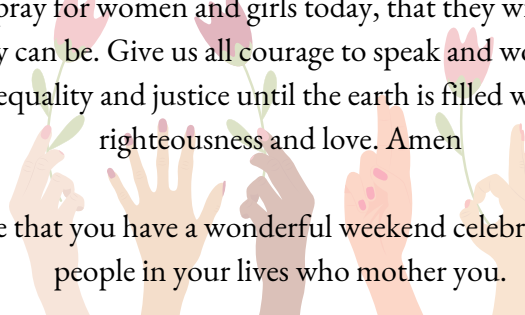 pray for women and girls today, that they
can be. Give us all courage to speak and
equality and justice until the earth is filled
righteousness and love. Amen
that you have a wonderful weekend
people in your lives who mother you.